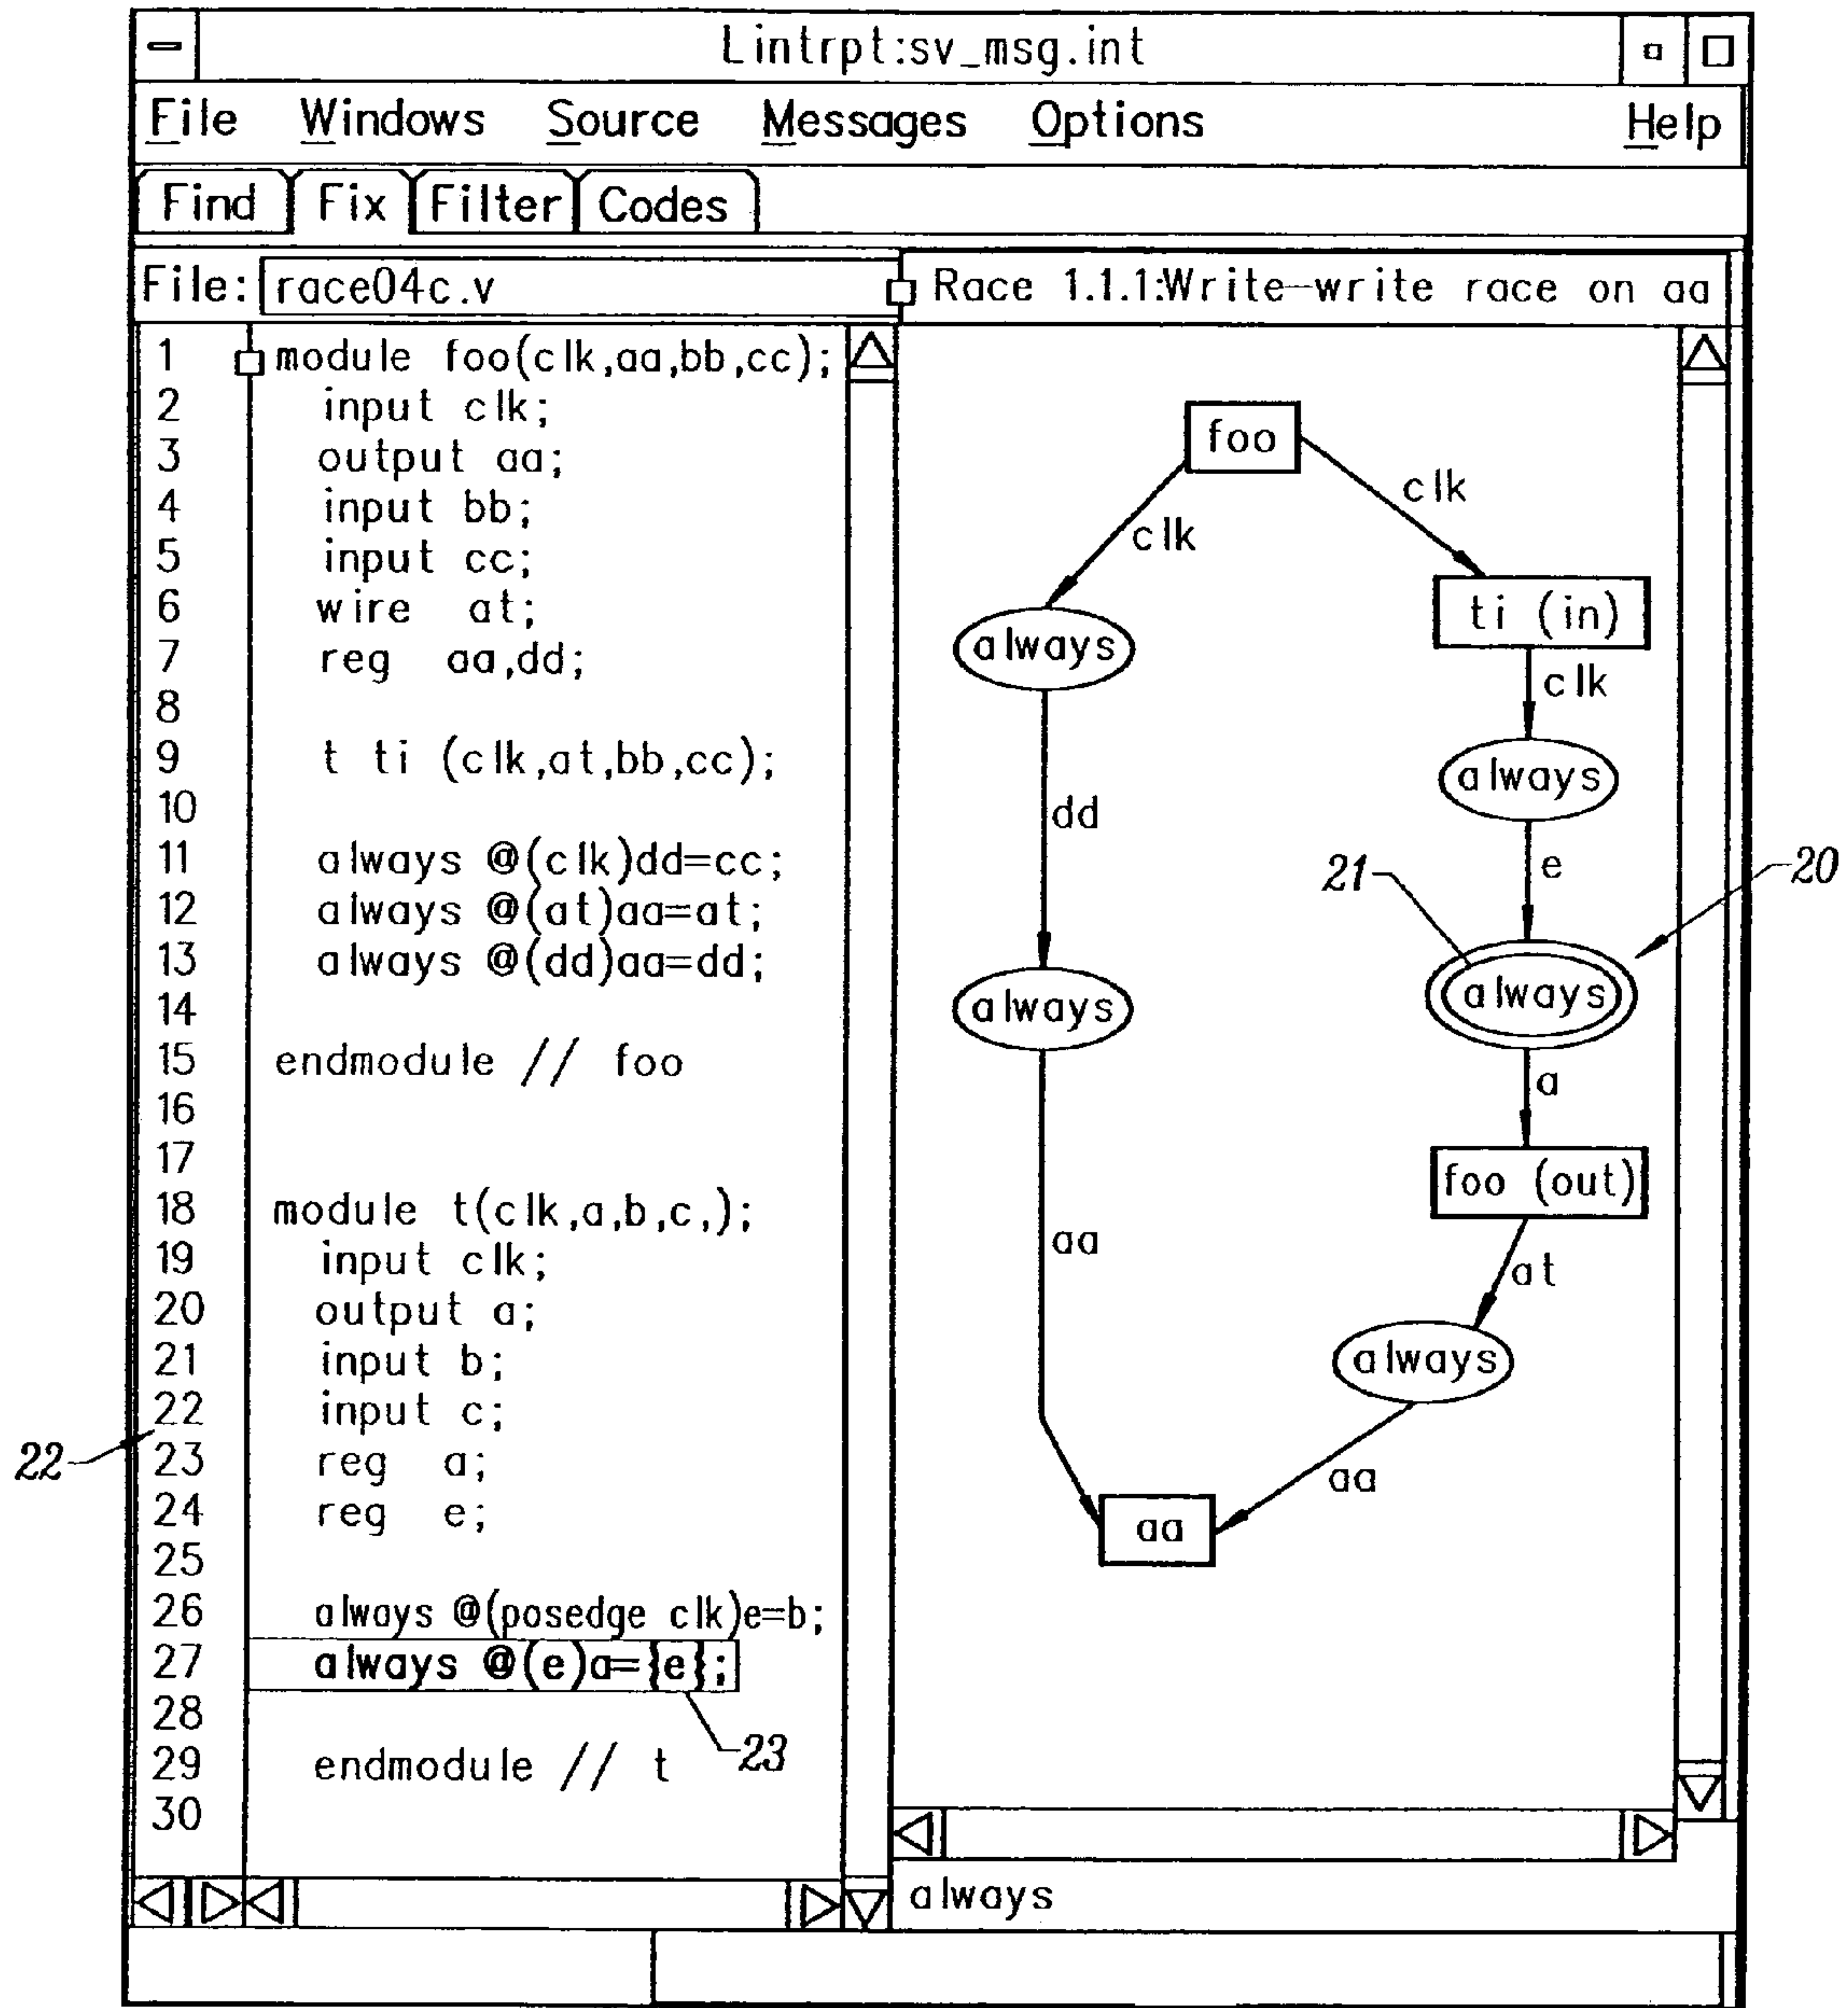 Lintrpt:sv_msg.int
File Windows Source Messages Options Help
Find Fix Filter Codes
File: race04c.v
Race 1.1.1:Write-write race on aa
1 module foo(clk,aa,bb,cc);
2 input clk;
3 output aa;
4 input bb;
5 input cc;
6 wire at;
7 reg aa,dd;
8
9 t ti (clk,at,bb,cc);
10
11 always @(clk)dd=cc;
12 always @(at)aa=at;
13 always @(dd)aa=dd;
14
15 endmodule // foo
16
17
18 module t(clk,a,b,c,);
19 input clk;
20 output a;
21 input b;
22 input c;
23 reg a;
24 reg e;
25
26 always @(posedge clk)e=b;
27 always @(e)a={e};
28
29 endmodule // t
30
22
23
foo
clk
clk
ti (in)
always
clk
always
dd
e
21
20
always
always
a
foo (out)
aa
at
always
aa
aa
always